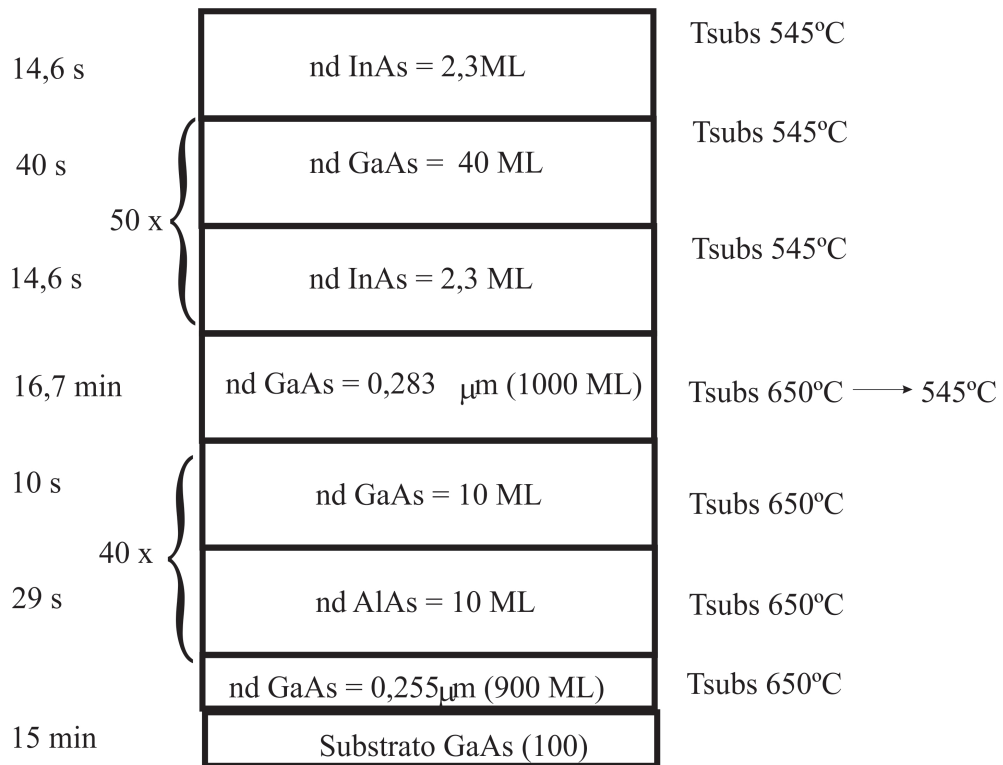 Tsubs 545ºC
14,6 s
nd InAs = 2,3ML
Tsubs 545ºC
40 s
nd GaAs = 40 ML
50 x
Tsubs 545ºC
14,6 s
nd InAs = 2,3 ML
16,7 min
nd GaAs = 0,283 μm (1000 ML)
Tsubs 650ºC → 545ºC
10 s
nd GaAs = 10 ML
Tsubs 650ºC
40 x
29 s
nd AlAs = 10 ML
Tsubs 650ºC
nd GaAs = 0,255μm (900 ML)
Tsubs 650ºC
15 min
Substrato GaAs (100)